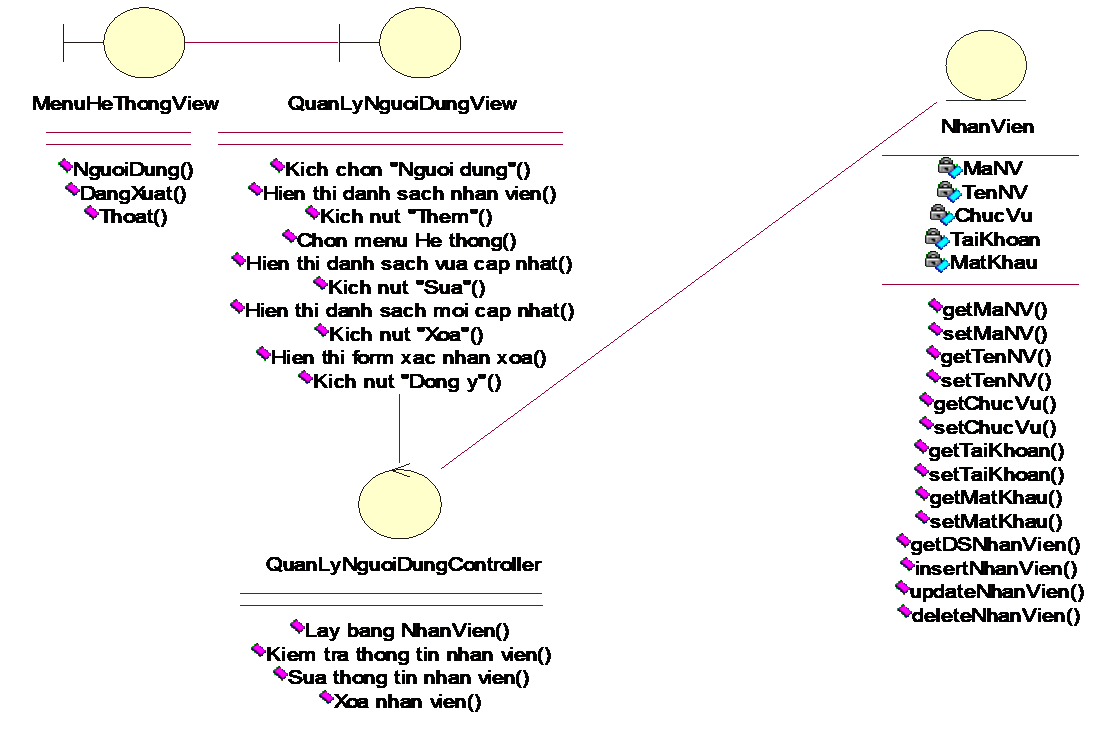 MenuHeThongView
NguoiDung()
DangXuat()
Thoat()
QuanLyNguoiDungView
Kich chon "Nguoi dung"()
Hien thi danh sach nhan vien()
Kich nut "Them"()
Chon menu He thong()
Hien thi danh sach vua cap nhat()
Kich nut "Sua"()
Hien thi danh sach moi cap nhat()
Kich nut "Xoa"()
Hien thi form xac nhan xoa()
Kich nut "Dong y"()
NhanVien
MaNV
TenNV
ChucVu
TaiKhoan
MatKhau
getMaNV()
setMaNV()
getTenNV()
setTenNV()
getChucVu()
setChucVu()
getTaiKhoan()
setTaiKhoan()
getMatKhau()
setMatKhau()
getDSNhanVien()
insertNhanVien()
updateNhanVien()
deleteNhanVien()
QuanLyNguoiDungController
Lay bang NhanVien()
Kiem tra thong tin nhan vien()
Sua thong tin nhan vien()
Xoa nhan vien()